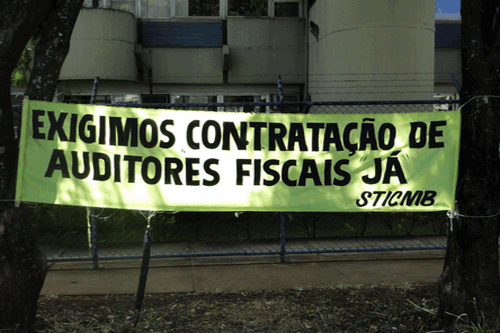 EXIGIMOS CONTRATAÇÃO DE
AUDITORES FISCAIS "JÁ"
STICMB